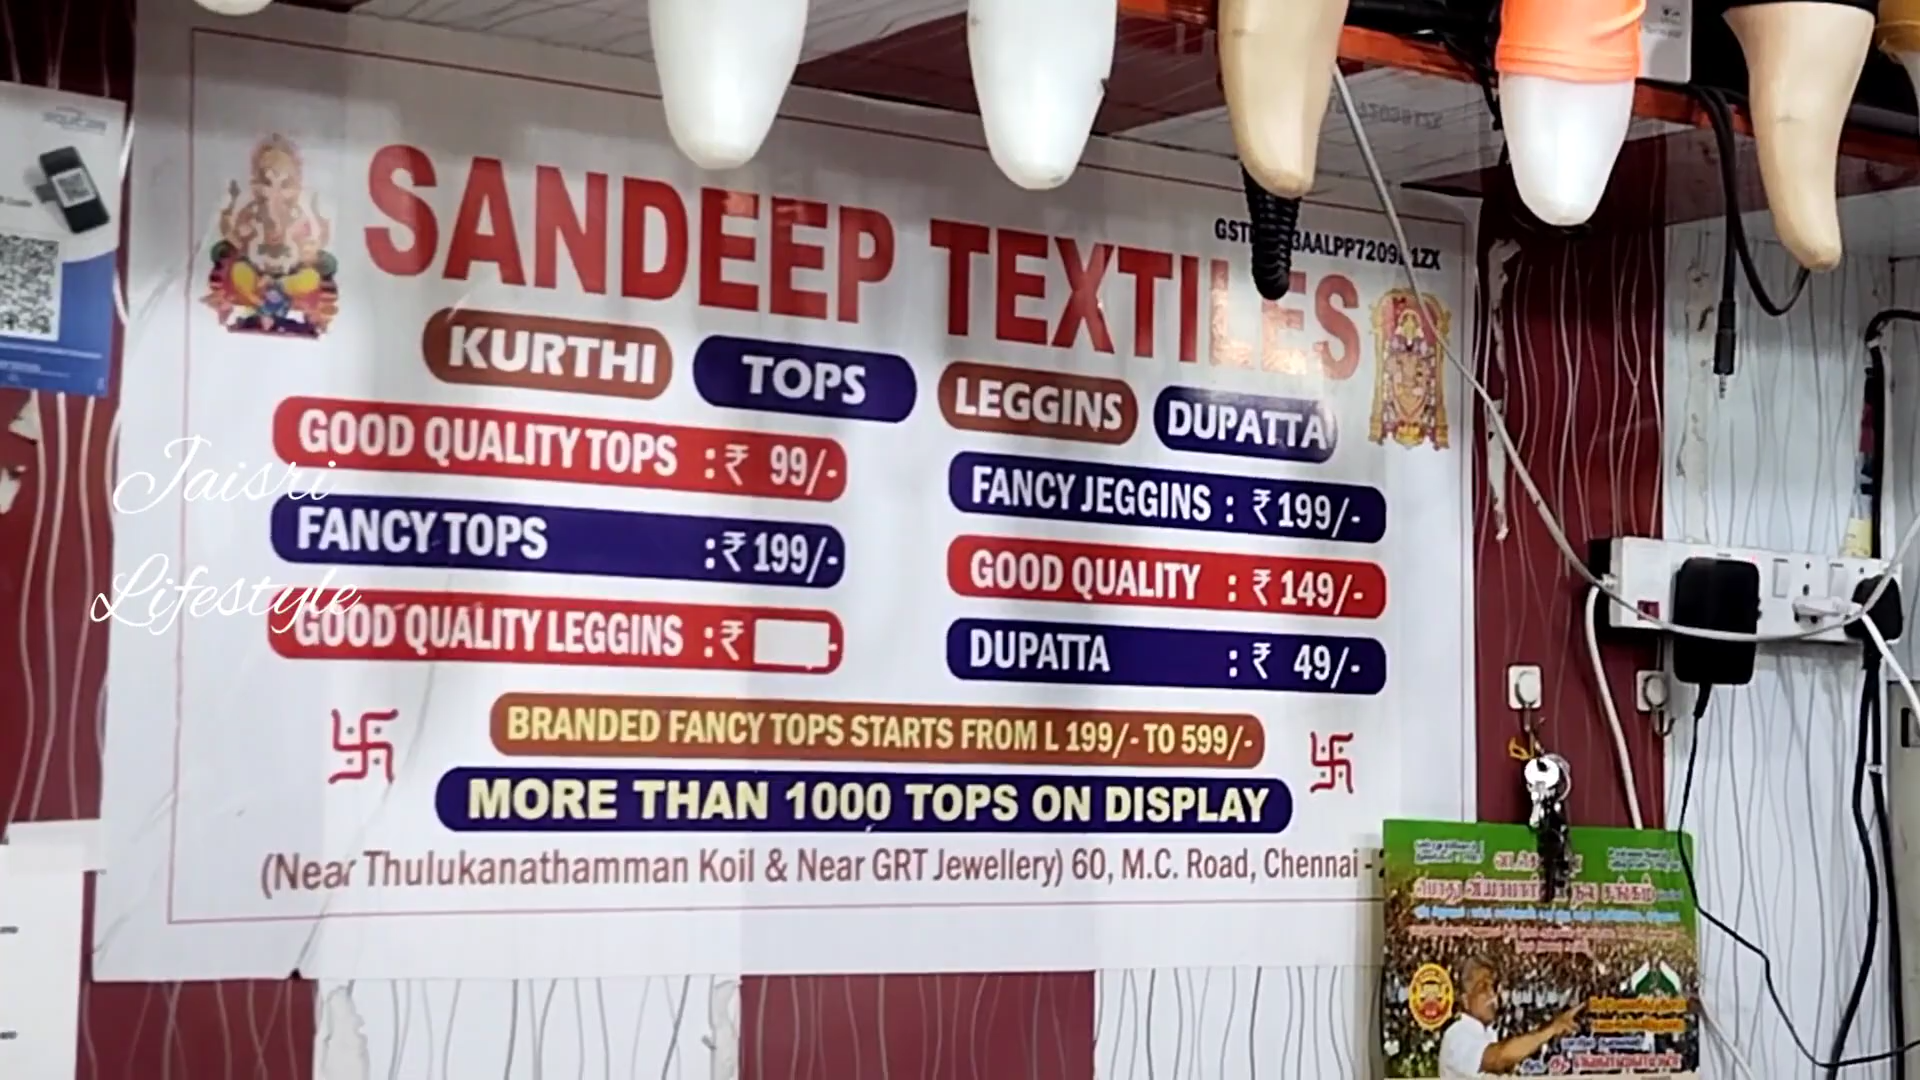 SANDEEP TEXTILES
KURTHI TOPS LEGGINS DUPATTA
GOOD QUALITY TOPS : ₹ 99/-
FANCY TOPS : ₹ 199/-
GOOD QUALITY LEGGINS : ₹ -
FANCY JEGGINS : ₹ 199/-
GOOD QUALITY : ₹ 149/-
DUPATTA : ₹ 49/-
BRANDED FANCY TOPS STARTS FROM L 199/- TO 599/-
MORE THAN 1000 TOPS ON DISPLAY
(Near Thulukanathamman Koil & Near GRT Jewellery) 60, M.C. Road, Chennai -
Jaisri
Lifestyle